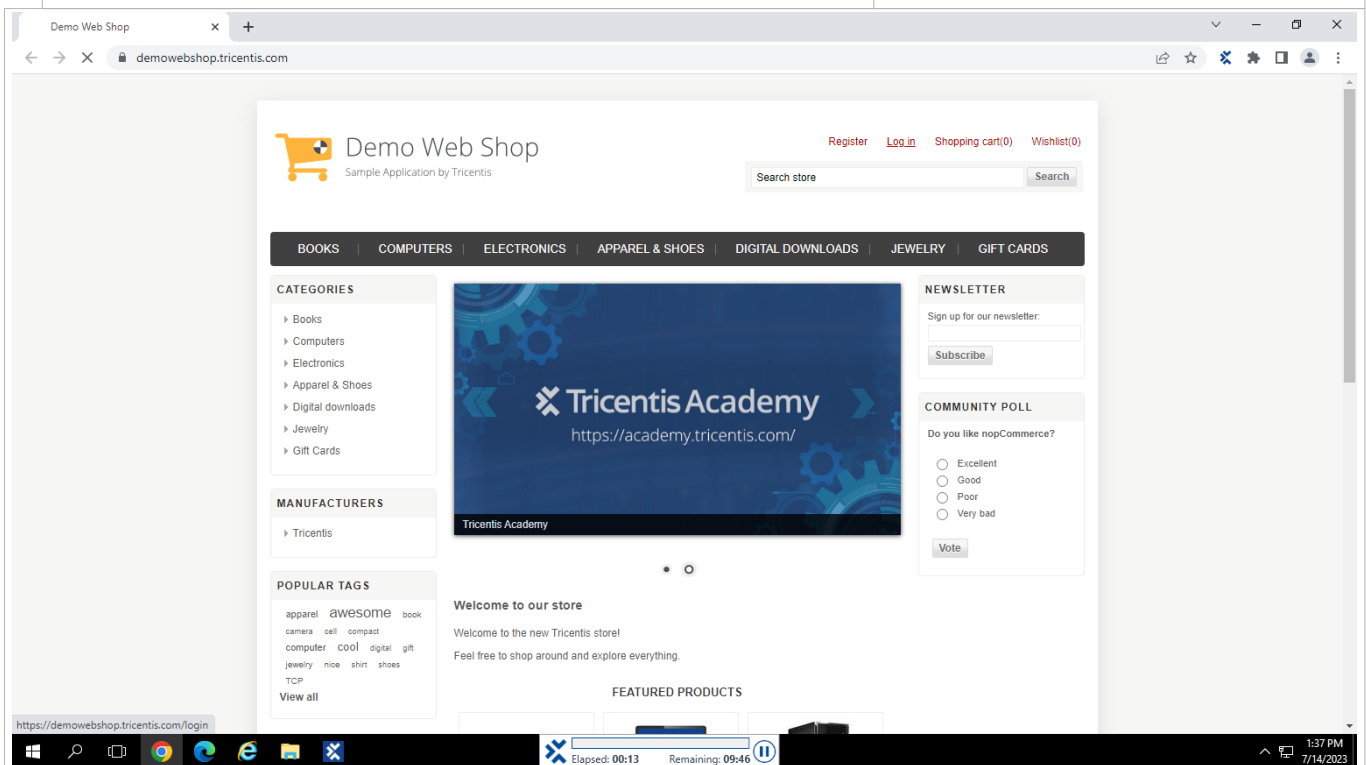 Demo Web Shop
demowebshop.tricentis.com
Demo Web Shop
Sample Application by Tricentis
Register Log in Shopping cart(0) Wishlist(0)
Search store Search
BOOKS | COMPUTERS | ELECTRONICS | APPAREL & SHOES | DIGITAL DOWNLOADS | JEWELRY | GIFT CARDS
CATEGORIES
Books
Computers
Electronics
Apparel & Shoes
Digital downloads
Jewelry
Gift Cards
MANUFACTURERS
Tricentis
POPULAR TAGS
apparel awesome book
camera cell compact
computer cool digital gift
jewelry nice shirt shoes
TCP
View all
Tricentis Academy
https://academy.tricentis.com/
Tricentis Academy
Welcome to our store
Welcome to the new Tricentis store!
Feel free to shop around and explore everything.
FEATURED PRODUCTS
NEWSLETTER
Sign up for our newsletter:
Subscribe
COMMUNITY POLL
Do you like nopCommerce?
Excellent
Good
Poor
Very bad
Vote
https://demowebshop.tricentis.com/login
Elapsed: 00:13 Remaining: 09:46
1:37 PM
7/14/2023